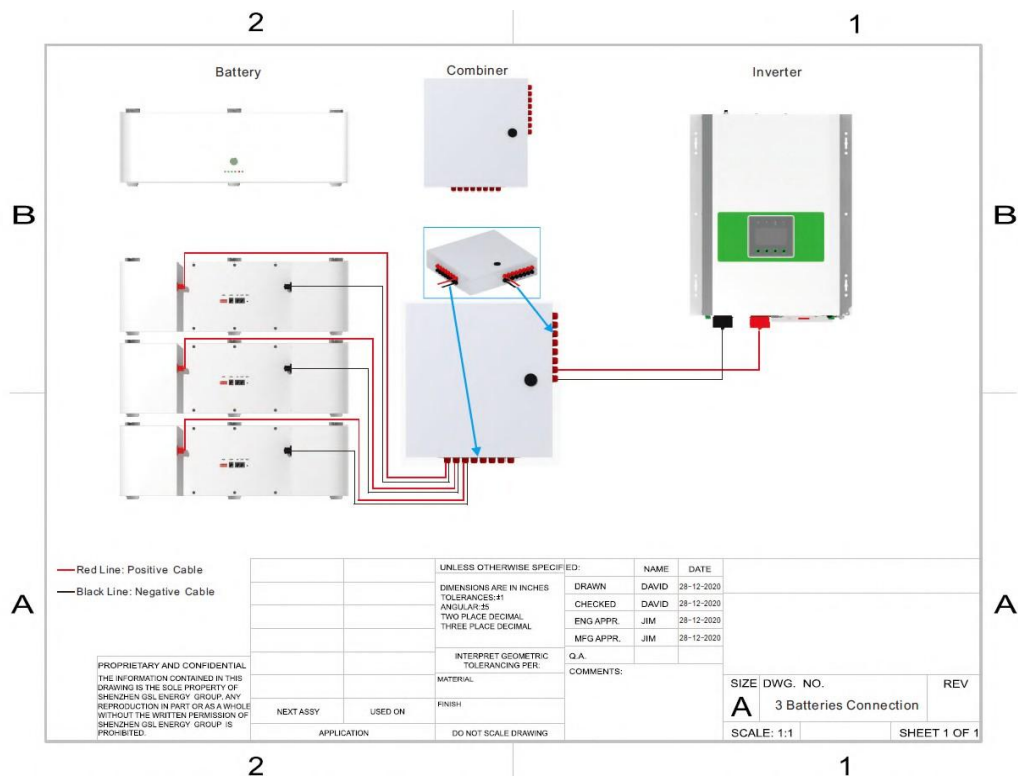 2
1
Battery
Combiner
Inverter
B
B
Red Line: Positive Cable
Black Line: Negative Cable
A
A
PROPRIETARY AND CONFIDENTIAL
THE INFORMATION CONTAINED IN THIS
DRAWING IS THE SOLE PROPERTY OF
SHENZHEN GSL ENERGY GROUP. ANY
REPRODUCTION IN PART OR AS A WHOLE
WITHOUT THE WRITTEN PERMISSION OF
SHENZHEN GSL ENERGY GROUP IS
PROHIBITED.
NEXT ASSY
USED ON
APPLICATION
UNLESS OTHERWISE SPECIFIED:
DIMENSIONS ARE IN INCHES
TOLERANCES:±1
ANGULAR:±5
TWO PLACE DECIMAL
THREE PLACE DECIMAL
INTERPRET GEOMETRIC
TOLERANCING PER:
MATERIAL
FINISH
DO NOT SCALE DRAWING
NAME DATE
DRAWN DAVID 28-12-2020
CHECKED DAVID 28-12-2020
ENG APPR. JIM 28-12-2020
MFG APPR. JIM 28-12-2020
Q.A.
COMMENTS:
SIZE DWG. NO. REV
A 3 Batteries Connection
SCALE: 1:1
SHEET 1 OF 1
2
1